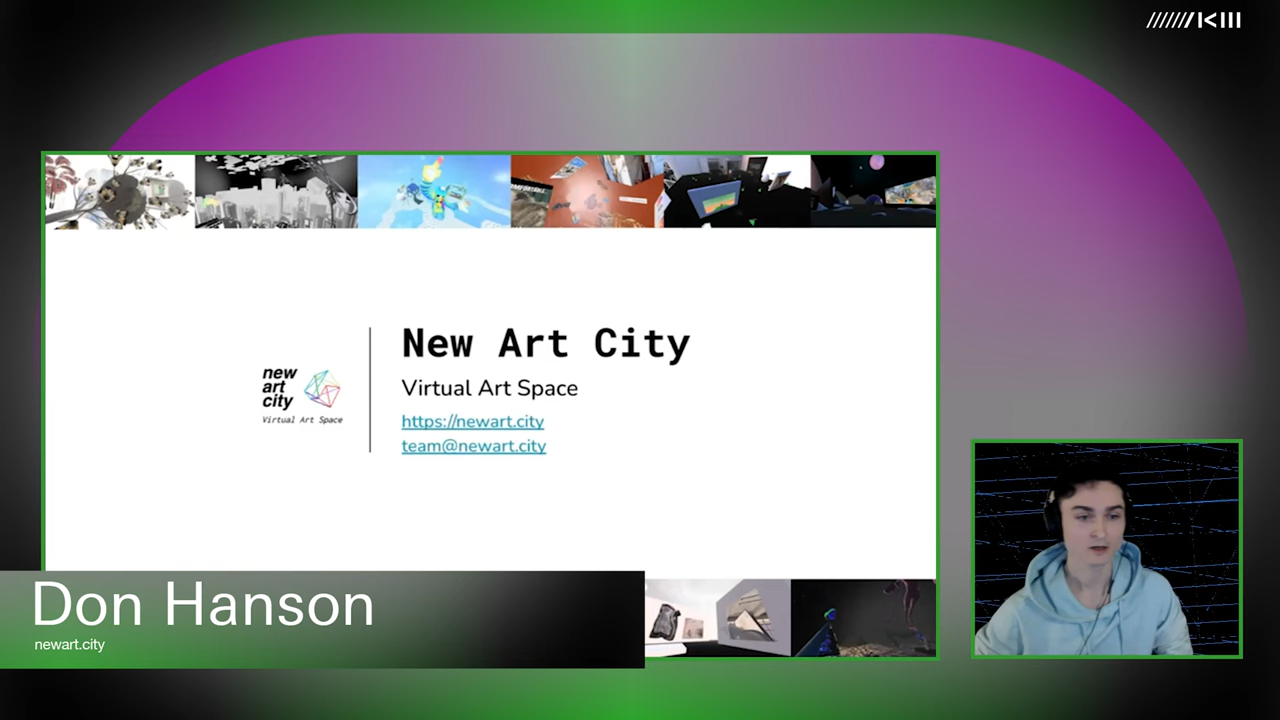 New Art City
new
art
city
Virtual Art Space
Virtual Art Space
https://newart.city
team@newart.city
Don Hanson
newart.city